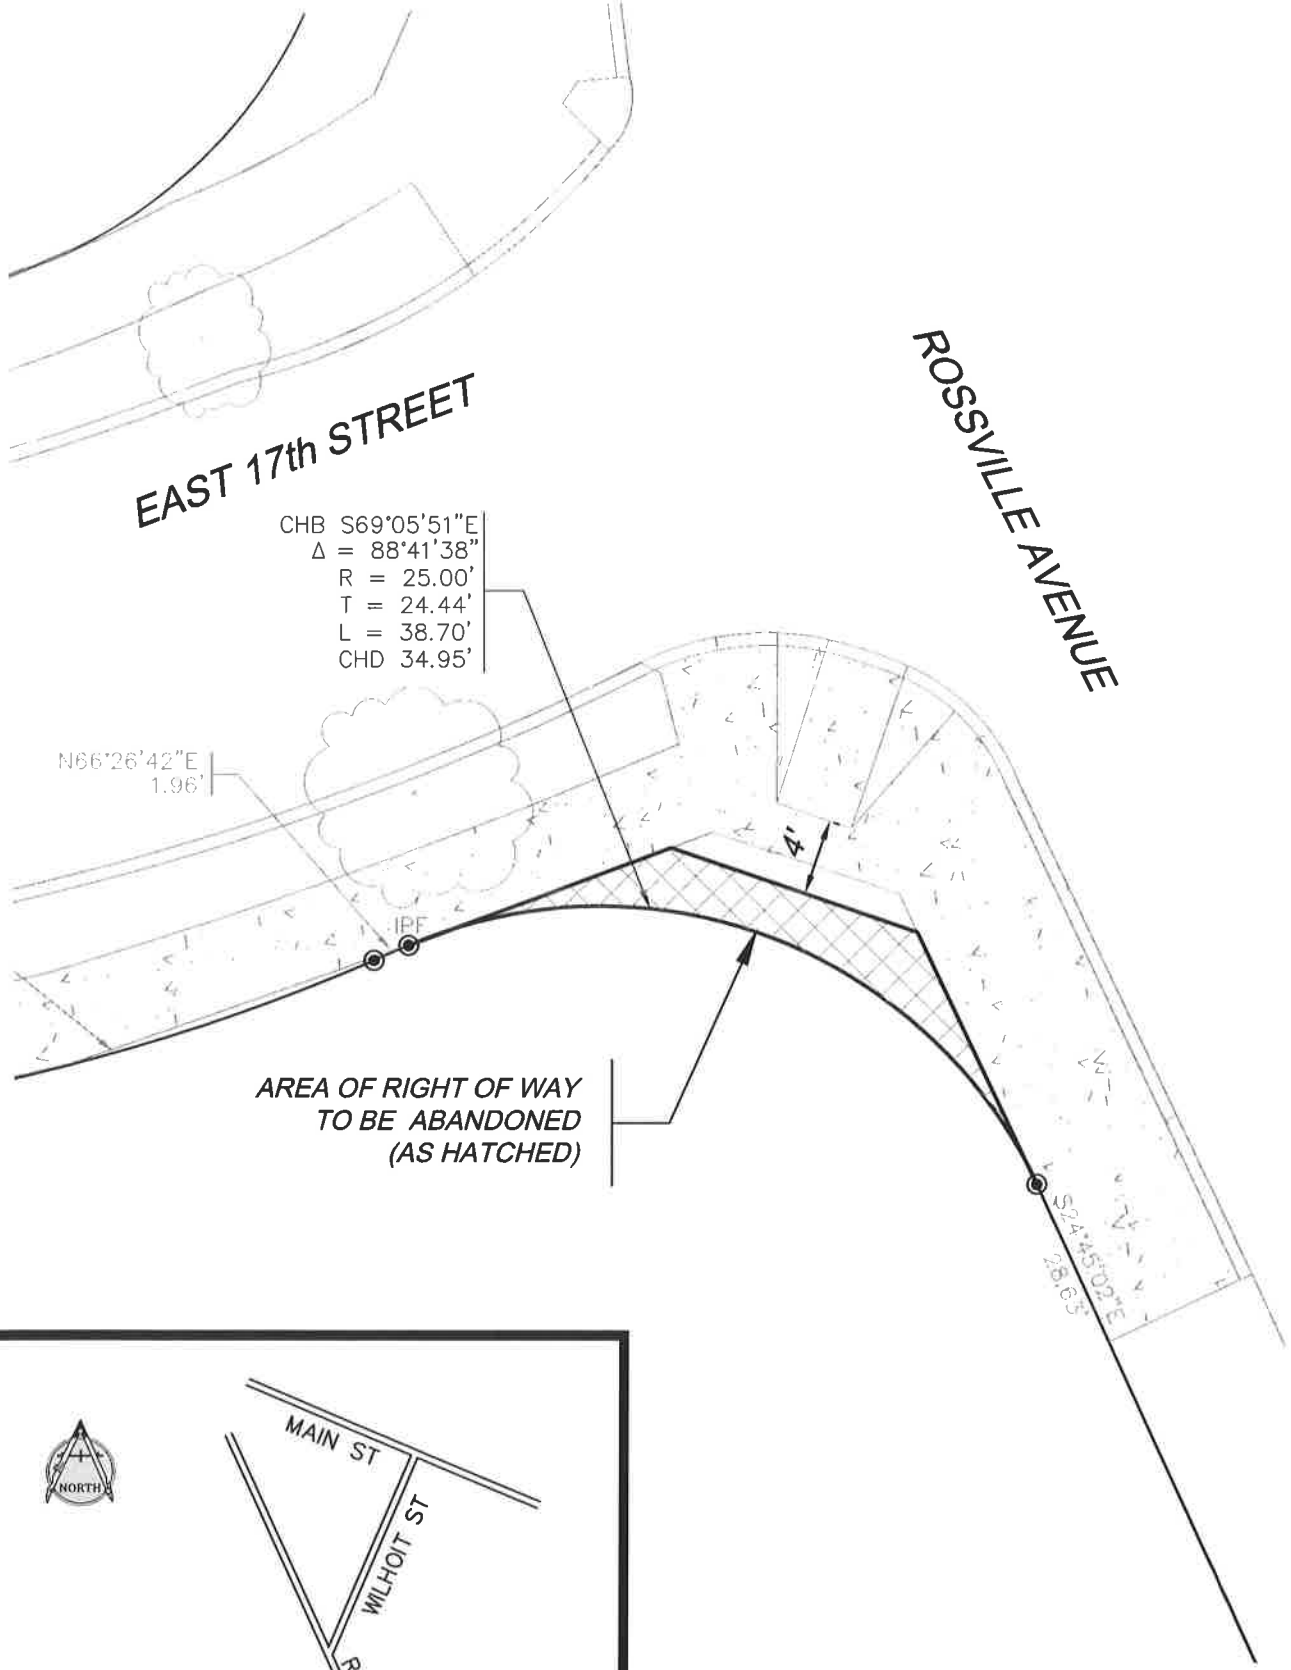 EAST 17th STREET
ROSSVILLE AVENUE
CHB S69°05'51"E
Δ = 88°41'38"
R = 25.00'
T = 24.44'
L = 38.70'
CHD 34.95'
N66°26'42"E
1.96'
4'
IPF
AREA OF RIGHT OF WAY
TO BE ABANDONED
(AS HATCHED)
S24°45'02"E
28.63'
NORTH
MAIN ST
WILHOIT ST
R